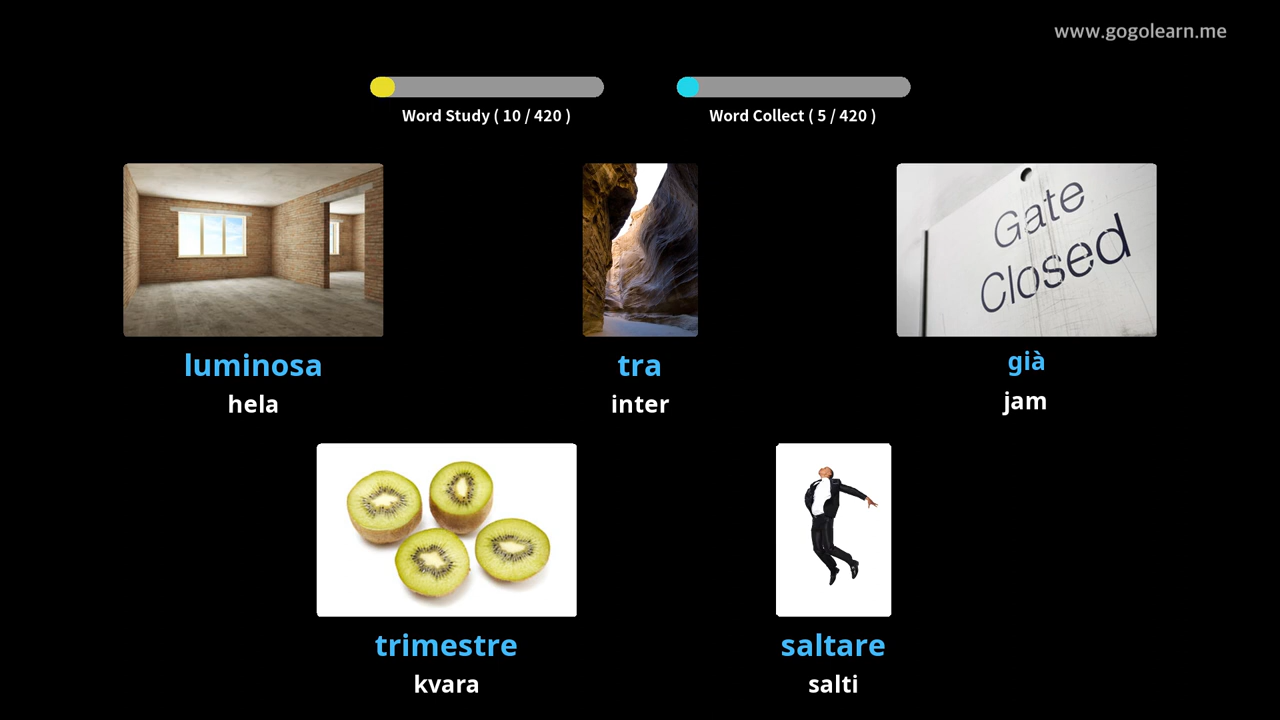 www.gogolearn.me
Word Study ( 10 / 420 )
Word Collect ( 5 / 420 )
Gate
Closed
luminosa
hela
tra
inter
già
jam
trimestre
kvara
saltare
salti